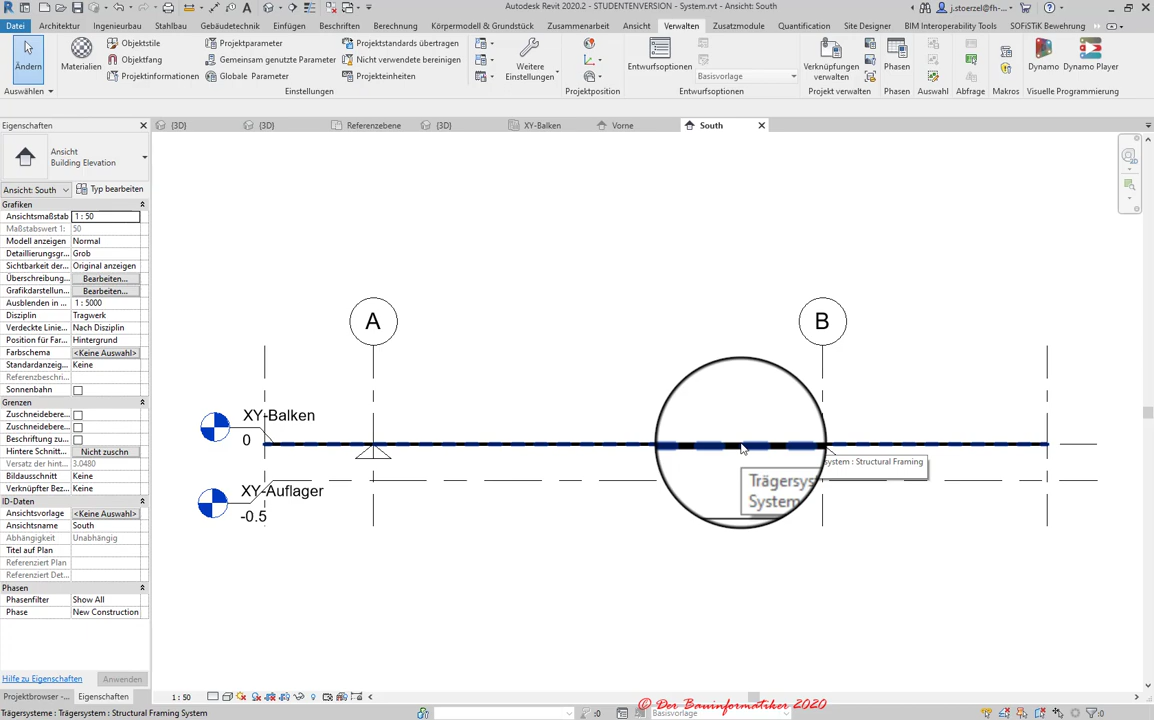 Autodesk Revit 2020.2 - STUDENTENVERSION - System.rvt - Ansicht: South
j.stoerzel@fh-...
Datei Architektur Ingenieurbau Stahlbau Gebäudetechnik Einfügen Beschriften Berechnung Körpermodell & Grundstück Zusammenarbeit Ansicht Verwalten Zusatzmodule Quantification Site Designer BIM Interoperability Tools SOFiSTiK Bewehrung
Ändern
Materialien
Objektstile
Objektfang
Projektinformationen
Projektparameter
Gemeinsam genutzte Parameter
Globale Parameter
Projektstandards übertragen
Nicht verwendete bereinigen
Projekteinheiten
Weitere
Einstellungen
Entwurfsoptionen
Basisvorlage
Verknüpfungen
verwalten
Phasen
Dynamo
Dynamo Player
Auswählen
Einstellungen
Projektposition
Entwurfsoptionen
Projekt verwalten
Phasen
Auswahl
Abfrage
Makros
Visuelle Programmierung
Eigenschaften
{3D} {3D} Referenzebene {3D} XY-Balken Vorne South
Ansicht
Building Elevation
Ansicht: South Typ bearbeiten
Grafiken
Ansichtsmaßstab 1 : 50
Maßstabswert 1: 50
Modell anzeigen Normal
Detaillierungsgr... Grob
Sichtbarkeit der... Original anzeigen
Überschreibung... Bearbeiten...
Grafikdarstellun... Bearbeiten...
Ausblenden in ... 1 : 5000
Disziplin Tragwerk
Verdeckte Linie... Nach Disziplin
Position für Far... Hintergrund
Farbschema <Keine Auswahl>
Standardanzeig... Keine
Referenzbeschri...
Sonnenbahn
Grenzen
Zuschneidebere...
Zuschneidebere...
Beschriftung zu...
Hintere Schnitt... Nicht zuschn
Versatz der hint... 3.0480
Bildausschnitt Keine
Verknüpfter Bez... Keine
ID-Daten
Ansichtsvorlage <Keine Auswahl>
Ansichtsname South
Abhängigkeit Unabhängig
Titel auf Plan
Referenziert Plan
Referenziert Det...
Phasen
Phasenfilter Show All
Phase New Construction
Hilfe zu Eigenschaften Anwenden
Projektbrowser -... Eigenschaften
A
B
XY-Balken
0
XY-Auflager
-0.5
system : Structural Framing
Trägersys
System
1 : 50
© Der Bauinformatiker 2020
Trägersysteme : Trägersystem : Structural Framing System
:0
Basisvorlage
:0